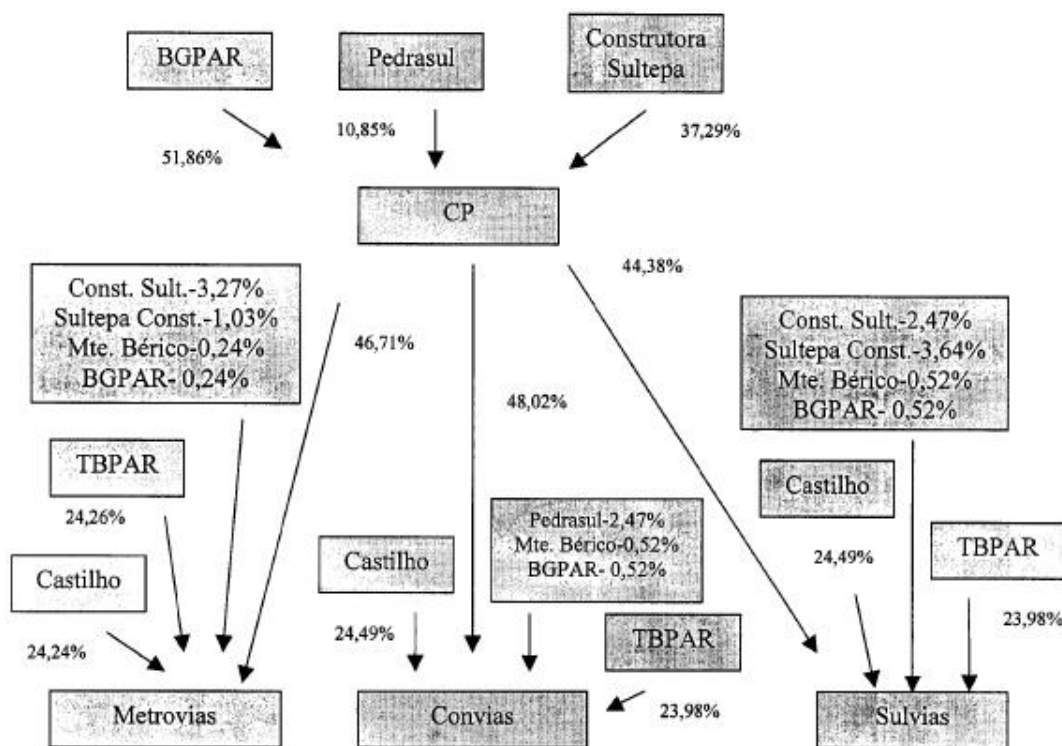 BGPAR
Pedrasul
Construtora
Sultepa
51,86%
10,85%
37,29%
CP
44,38%
Const. Sult.-3,27%
Sultepa Const.-1,03%
Mte. Bérico-0,24%
BGPAR- 0,24%
46,71%
48,02%
Const. Sult.-2,47%
Sultepa Const.-3,64%
Mte. Bérico-0,52%
BGPAR- 0,52%
TBPAR
24,26%
Castilho
24,24%
Castilho
24,49%
Pedrasul-2,47%
Mte. Bérico-0,52%
BGPAR- 0,52%
TBPAR
23,98%
Castilho
24,49%
TBPAR
23,98%
Metrovias
Convias
Sulvias